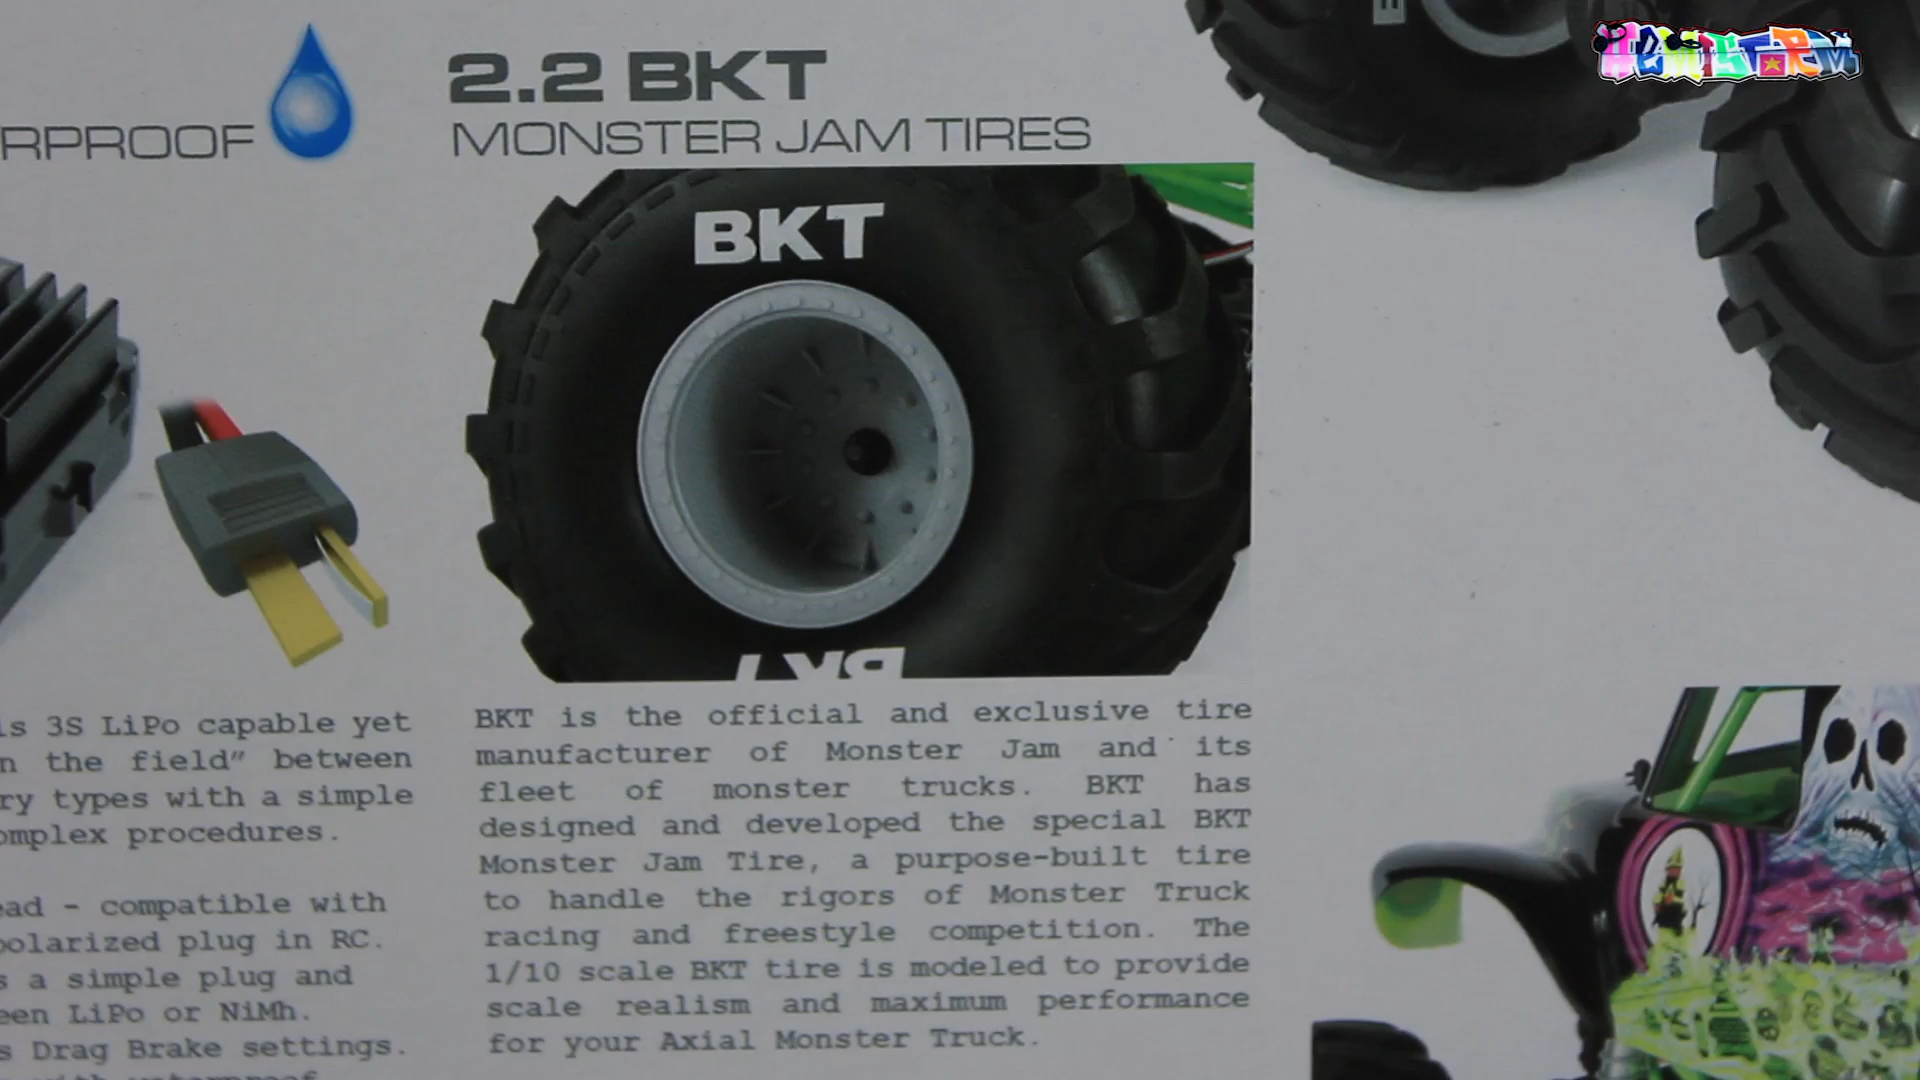 RPROOF
2.2 BKT
MONSTER JAM TIRES
BKT
BKT
is 3S LiPo capable yet
n the field” between
ry types with a simple
omplex procedures.
ead - compatible with
polarized plug in RC.
s a simple plug and
een LiPo or NiMh.
s Drag Brake settings.
BKT is the official and exclusive tire
manufacturer of Monster Jam and its
fleet of monster trucks. BKT has
designed and developed the special BKT
Monster Jam Tire, a purpose-built tire
to handle the rigors of Monster Truck
racing and freestyle competition. The
1/10 scale BKT tire is modeled to provide
scale realism and maximum performance
for your Axial Monster Truck.